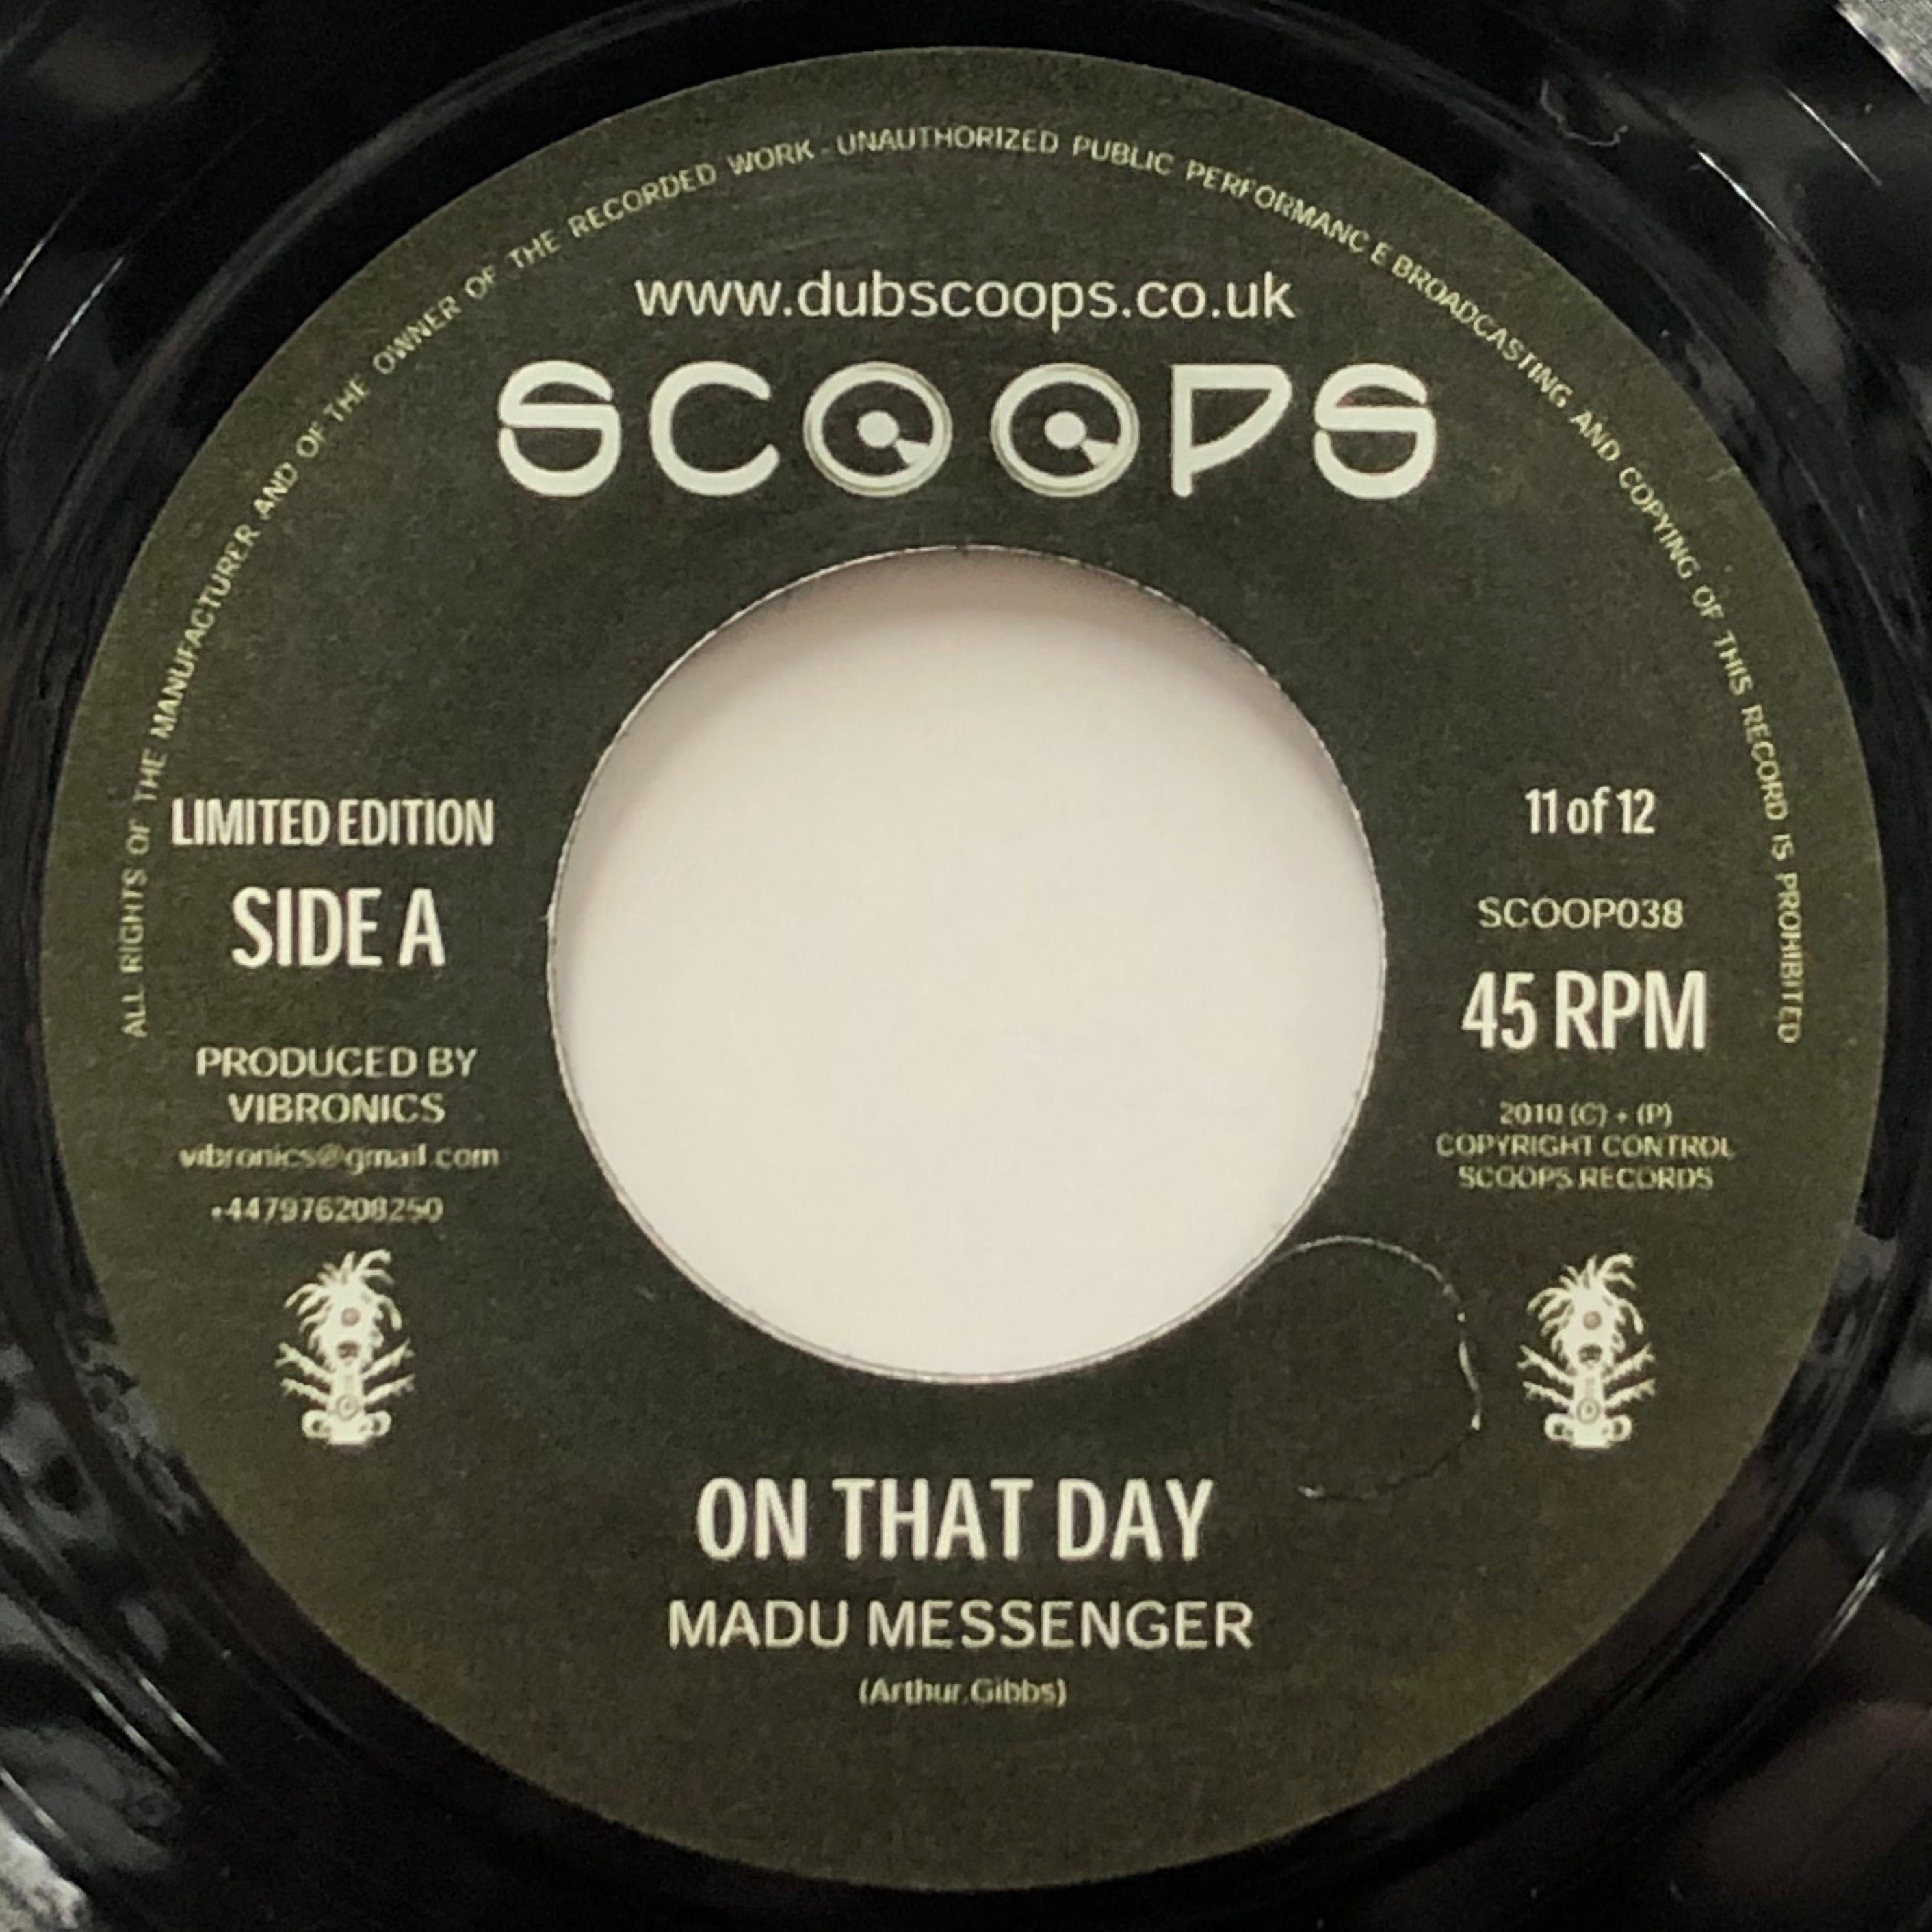 ALL RIGHTS OF THE MANUFACTURER AND OF THE OWNER OF THE RECORDED WORK - UNAUTHORIZED PUBLIC PERFORMANC E BROADCASTING AND COPYING OF THIS RECORD IS PROHIBITED
www.dubscoops.co.uk
SCOOPS
LIMITED EDITION
SIDE A
PRODUCED BY
VIBRONICS
vibronics@gmail.com
+447976208250
11 of 12
SCOOP038
45 RPM
2010 (C) + (P)
COPYRIGHT CONTROL
SCOOPS RECORDS
ON THAT DAY
MADU MESSENGER
(Arthur Gibbs)